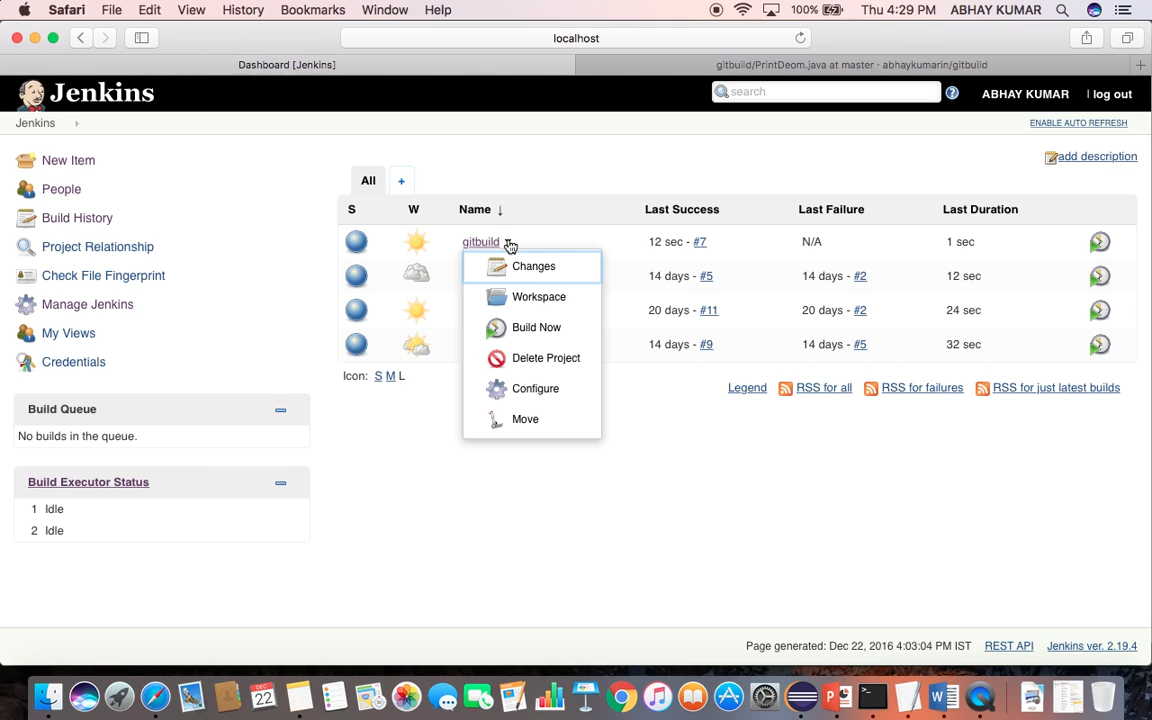 Safari File Edit View History Bookmarks Window Help 100% Thu 4:29 PM ABHAY KUMAR
localhost
Dashboard [Jenkins] gitbuild/PrintDeom.java at master · abhaykumarin/gitbuild +
Jenkins search ? ABHAY KUMAR | log out
Jenkins ENABLE AUTO REFRESH
add description
New Item
People
Build History
Project Relationship
Check File Fingerprint
Manage Jenkins
My Views
Credentials
Build Queue
No builds in the queue.
Build Executor Status
1 Idle
2 Idle
All +
S W Name ↓ Last Success Last Failure Last Duration
gitbuild 12 sec - #7 N/A 1 sec
14 days - #5 14 days - #2 12 sec
20 days - #11 20 days - #2 24 sec
14 days - #9 14 days - #5 32 sec
Changes
Workspace
Build Now
Delete Project
Configure
Move
Icon: S M L
Legend RSS for all RSS for failures RSS for just latest builds
Page generated: Dec 22, 2016 4:03:04 PM IST REST API Jenkins ver. 2.19.4
DEC
22